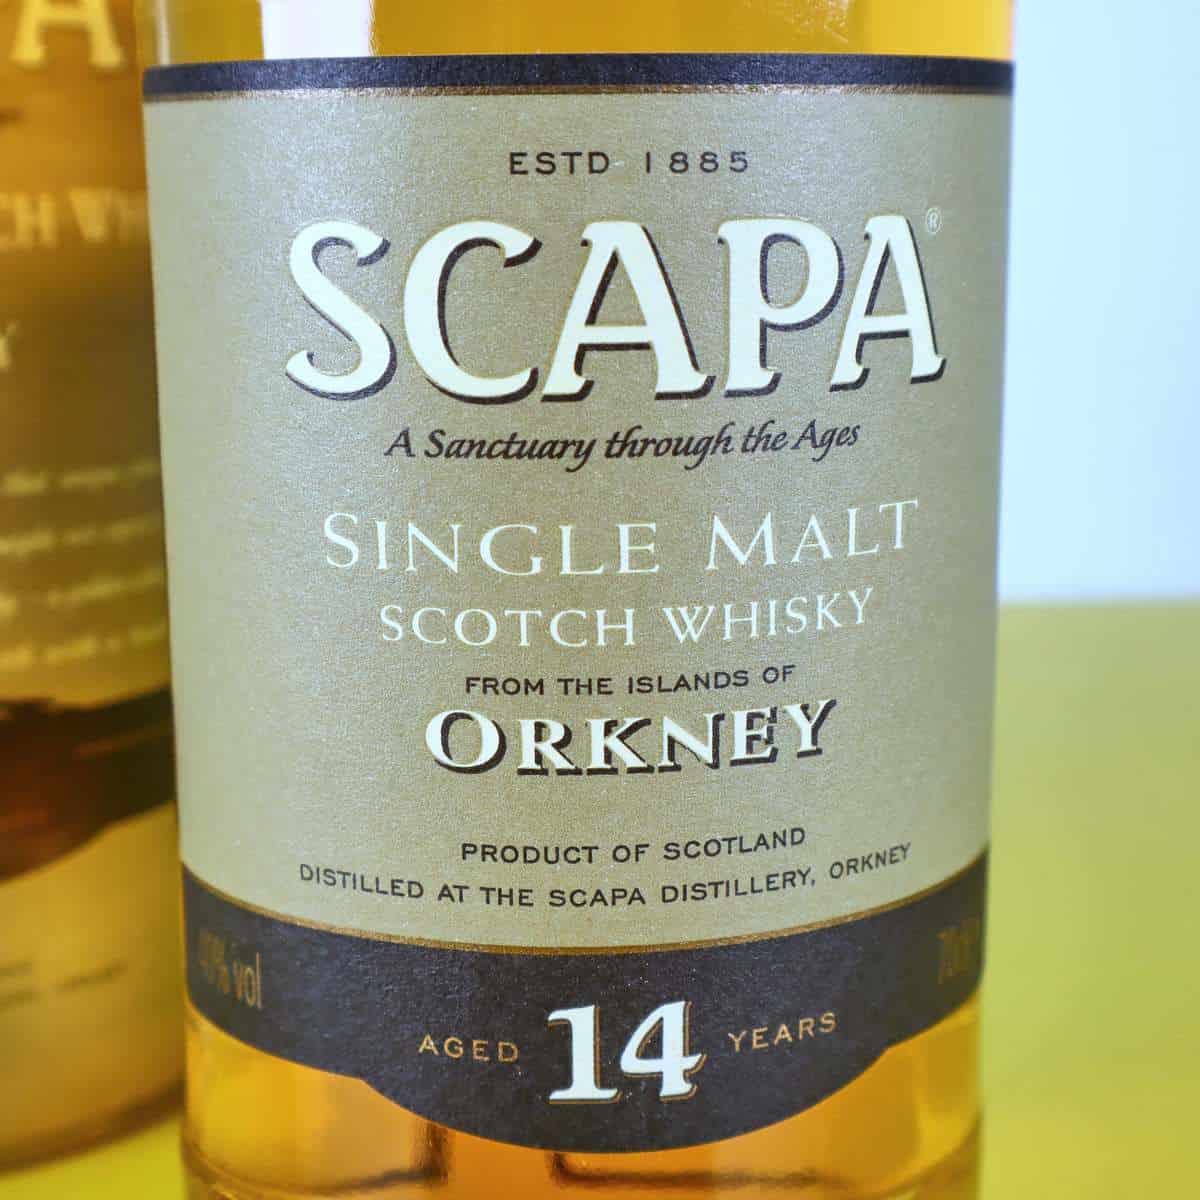 ESTD 1885
SCAPA®
A Sanctuary through the Ages
SINGLE MALT
SCOTCH WHISKY
FROM THE ISLANDS OF
ORKNEY
PRODUCT OF SCOTLAND
DISTILLED AT THE SCAPA DISTILLERY, ORKNEY
vol
AGED 14 YEARS